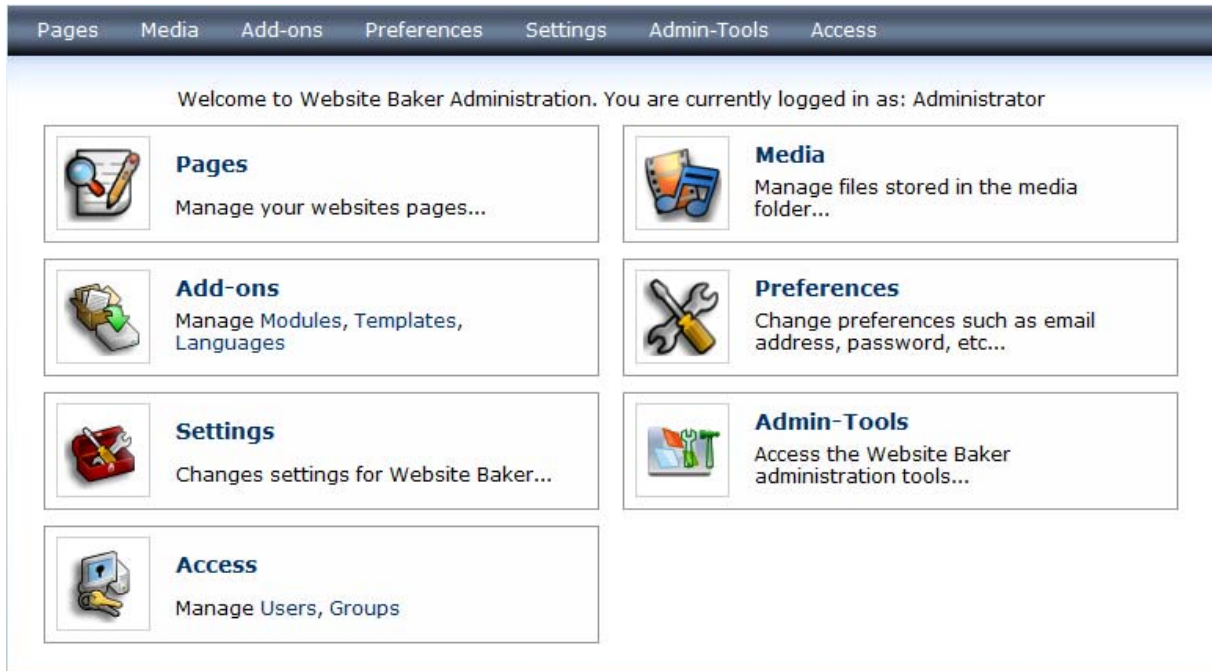 Pages Media Add-ons Preferences Settings Admin-Tools Access
Welcome to Website Baker Administration. You are currently logged in as: Administrator
Pages
Manage your websites pages...
Media
Manage files stored in the media
folder...
Add-ons
Manage Modules, Templates,
Languages
Preferences
Change preferences such as email
address, password, etc...
Settings
Changes settings for Website Baker...
Admin-Tools
Access the Website Baker
administration tools...
Access
Manage Users, Groups